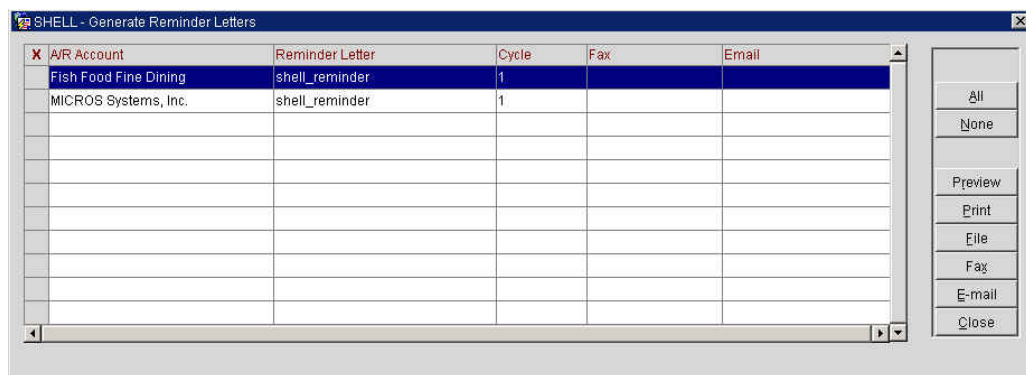 SHELL - Generate Reminder Letters
X A/R Account Reminder Letter Cycle Fax Email
Fish Food Fine Dining shell_reminder 1
MICROS Systems, Inc. shell_reminder 1
All
None
Preview
Print
File
Fax
E-mail
Close